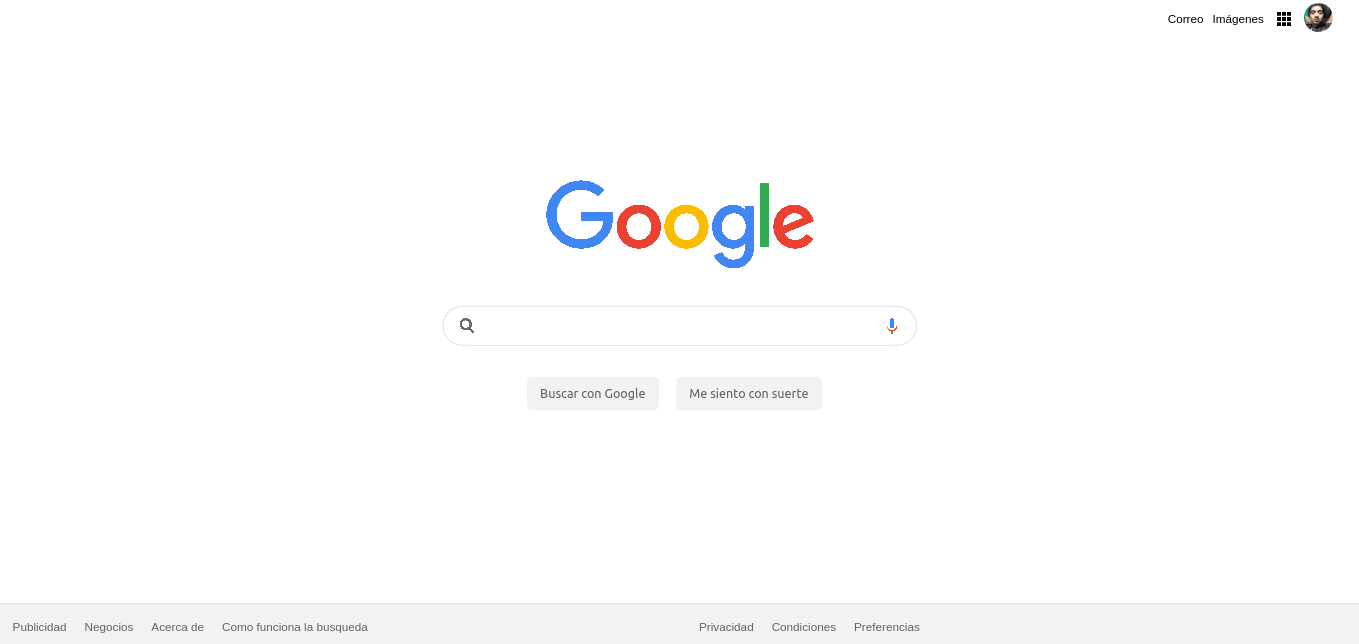 Correo Imágenes
Google
Buscar con Google Me siento con suerte
Publicidad Negocios Acerca de Como funciona la busqueda Privacidad Condiciones Preferencias